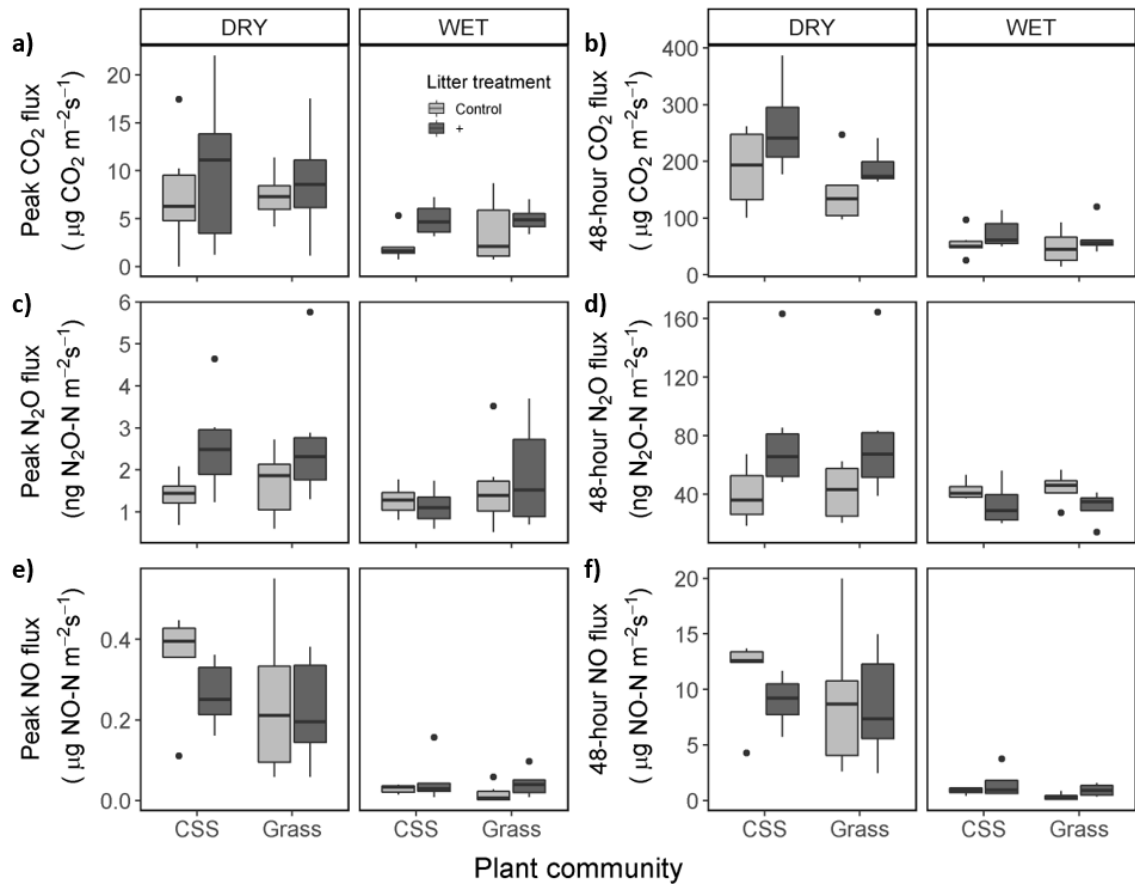 a)
DRY
WET
Peak CO₂ flux
( μg CO₂ m⁻²s⁻¹)
20
15
10
5
0
Litter treatment
Control
+
b)
DRY
WET
48-hour CO₂ flux
( μg CO₂ m⁻²s⁻¹)
400
300
200
100
0
c)
Peak N₂O flux
(ng N₂O-N m⁻²s⁻¹)
6
5
4
3
2
1
d)
48-hour N₂O flux
(ng N₂O-N m⁻²s⁻¹)
160
120
80
40
e)
Peak NO flux
( μg NO-N m⁻²s⁻¹)
0.4
0.2
0.0
CSS Grass
CSS Grass
f)
48-hour NO flux
( μg NO-N m⁻²s⁻¹)
20
15
10
5
0
CSS Grass
CSS Grass
Plant community